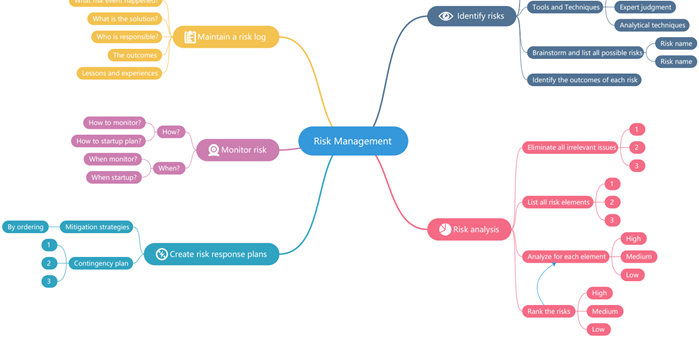 What risk event happened?
What is the solution?
Who is responsible?
The outcomes
Lessons and experiences
Maintain a risk log
Identify risks
Tools and Techniques
Expert judgment
Analytical techniques
Brainstorm and list all possible risks
Risk name
Risk name
Identify the outcomes of each risk
Risk Management
How to monitor?
How to startup plan?
How?
When monitor?
When startup?
When?
Monitor risk
Eliminate all irrelevant issues
1
2
3
List all risk elements
1
2
3
Risk analysis
Analyze for each element
High
Medium
Low
Rank the risks
High
Medium
Low
By ordering
Mitigation strategies
1
2
3
Contingency plan
Create risk response plans